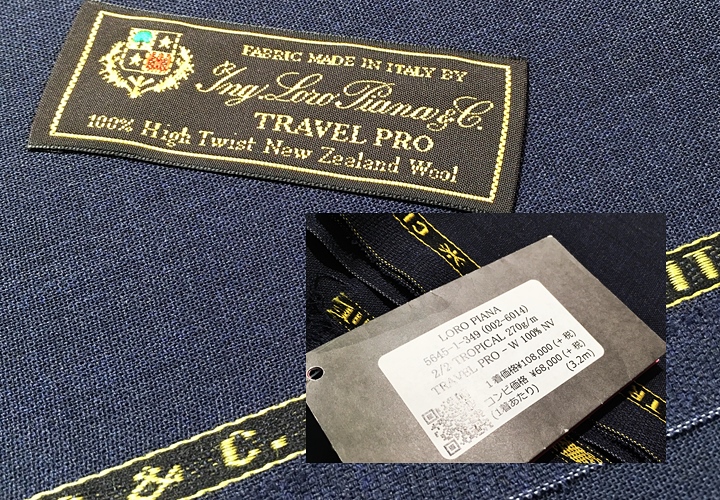 FABRIC MADE IN ITALY BY
Ing. Loro Piana & C.
TRAVEL PRO
100% High Twist New Zealand Wool
LORO PIANA
5645-1-349 (002-6014)
2/2 TROPICAL 270g/m
TRAVEL PRO - W 100% NV
1着価格¥108,000 (+税)
コンビ価格 ¥68,000 (+税)
(1着あたり) (3.2m)
& C.